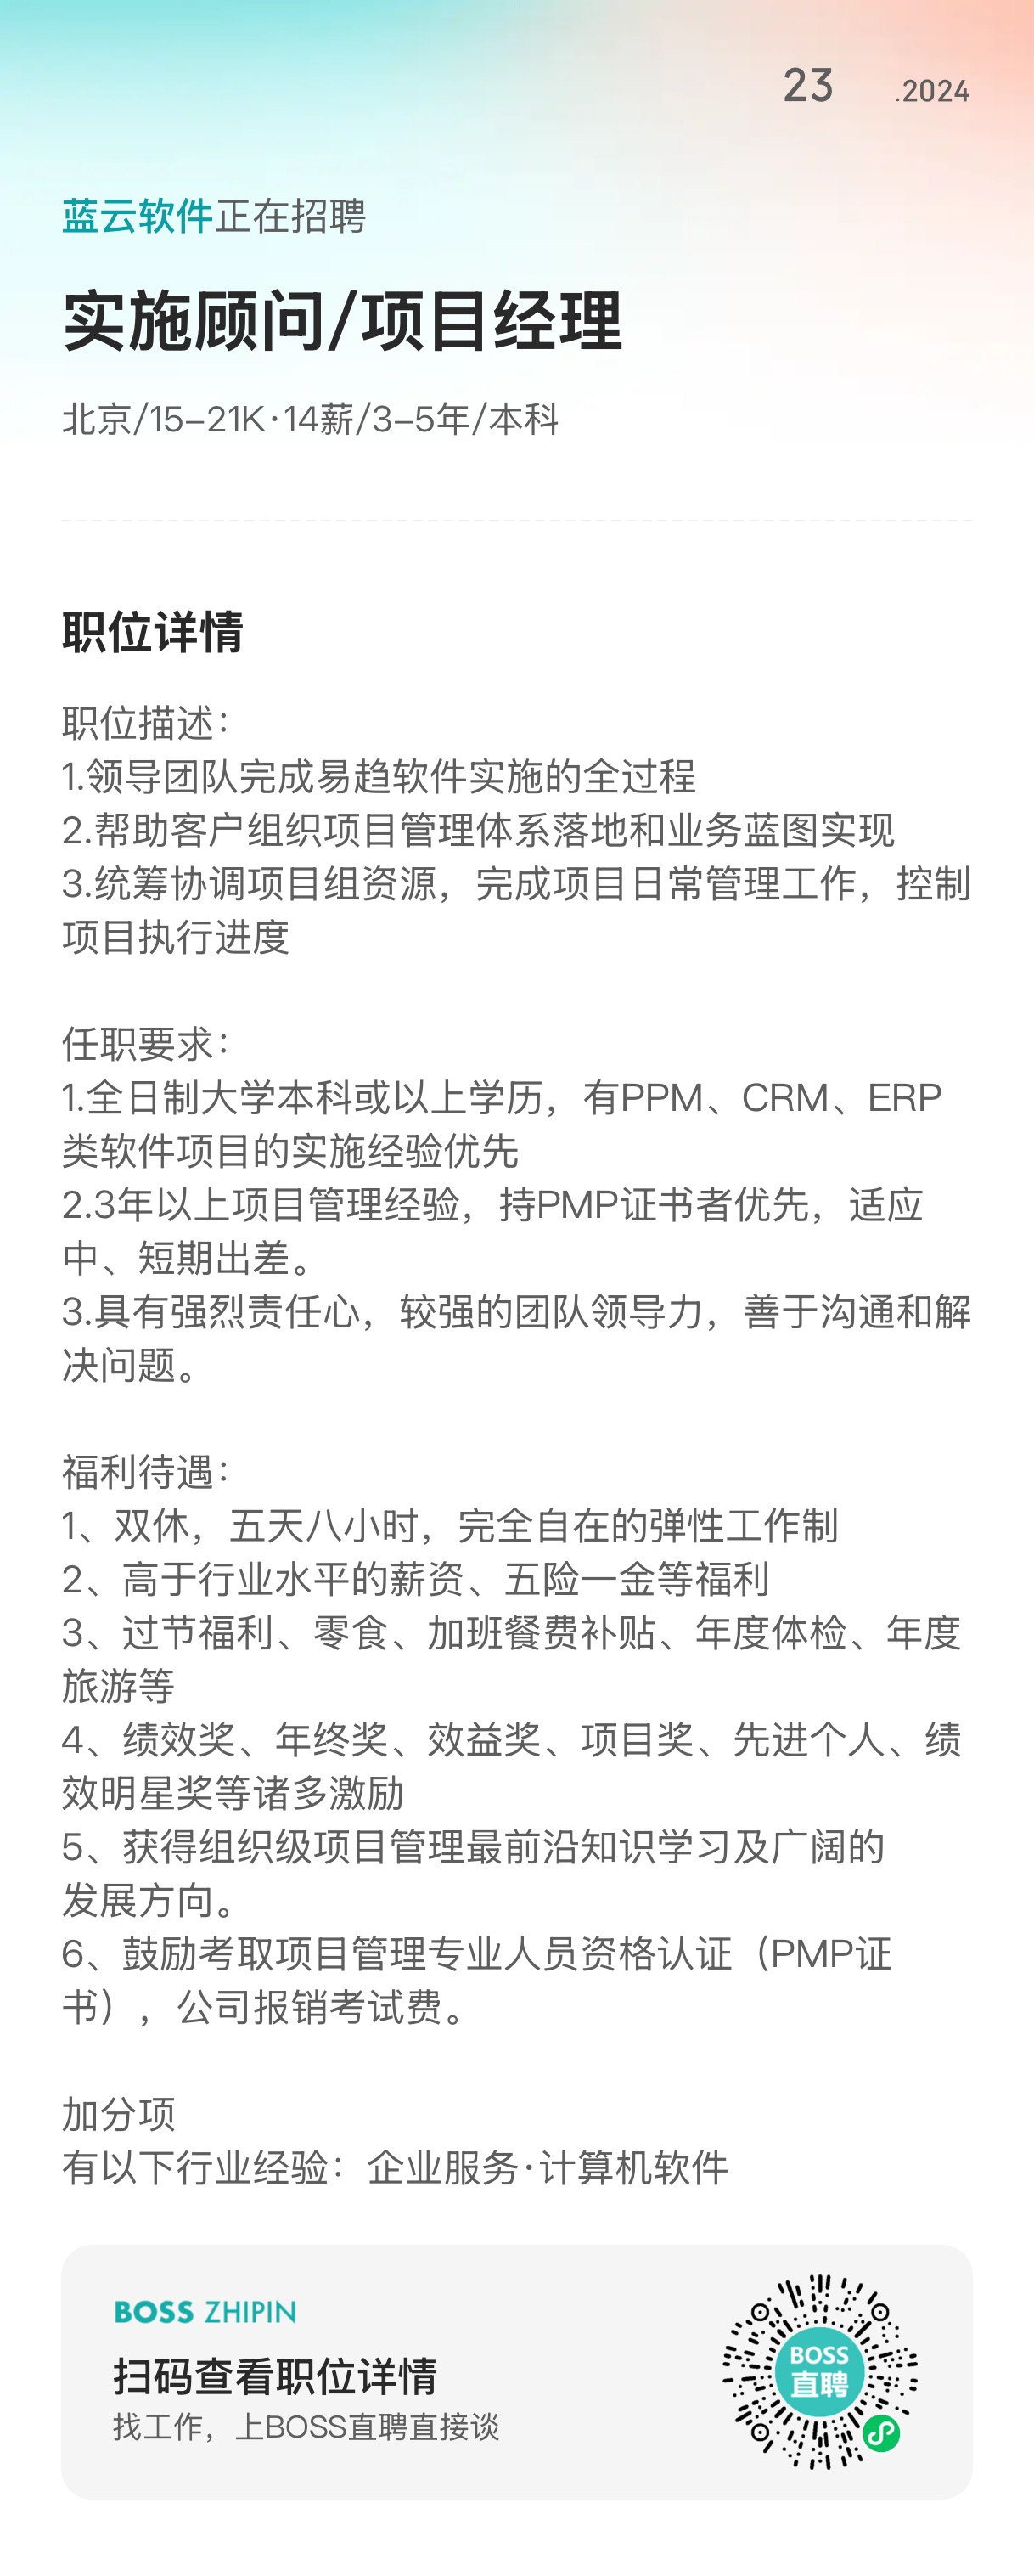 23 .2024
蓝云软件正在招聘
实施顾问/项目经理
北京/15-21K·14薪/3-5年/本科
职位详情
职位描述：
1.领导团队完成易趋软件实施的全过程
2.帮助客户组织项目管理体系落地和业务蓝图实现
3.统筹协调项目组资源，完成项目日常管理工作，控制
项目执行进度
任职要求：
1.全日制大学本科或以上学历，有PPM、CRM、ERP
类软件项目的实施经验优先
2.3年以上项目管理经验，持PMP证书者优先，适应
中、短期出差。
3.具有强烈责任心，较强的团队领导力，善于沟通和解
决问题。
福利待遇：
1、双休，五天八小时，完全自在的弹性工作制
2、高于行业水平的薪资、五险一金等福利
3、过节福利、零食、加班餐费补贴、年度体检、年度
旅游等
4、绩效奖、年终奖、效益奖、项目奖、先进个人、绩
效明星奖等诸多激励
5、获得组织级项目管理最前沿知识学习及广阔的
发展方向。
6、鼓励考取项目管理专业人员资格认证（PMP证
书），公司报销考试费。
加分项
有以下行业经验：企业服务·计算机软件
BOSS ZHIPIN
扫码查看职位详情
找工作，上BOSS直聘直接谈
BOSS
直聘